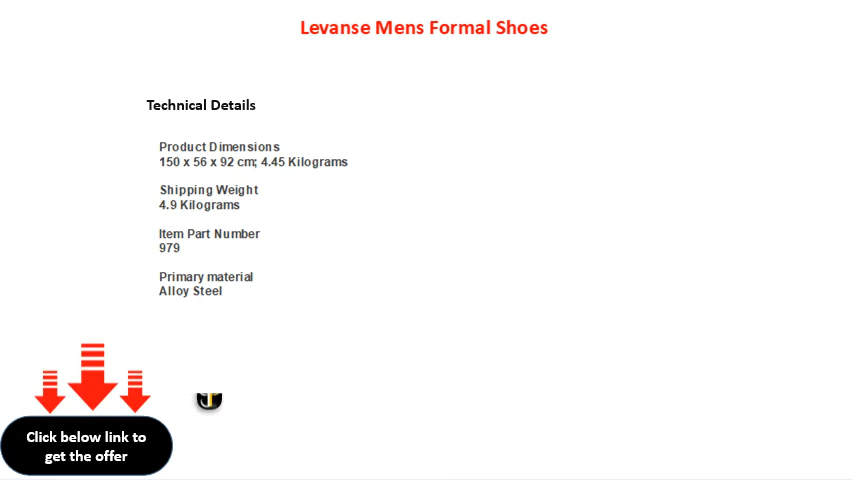 Levanse Mens Formal Shoes
Technical Details
Product Dimensions
150 x 56 x 92 cm; 4.45 Kilograms
Shipping Weight
4.9 Kilograms
Item Part Number
979
Primary material
Alloy Steel
Click below link to
get the offer